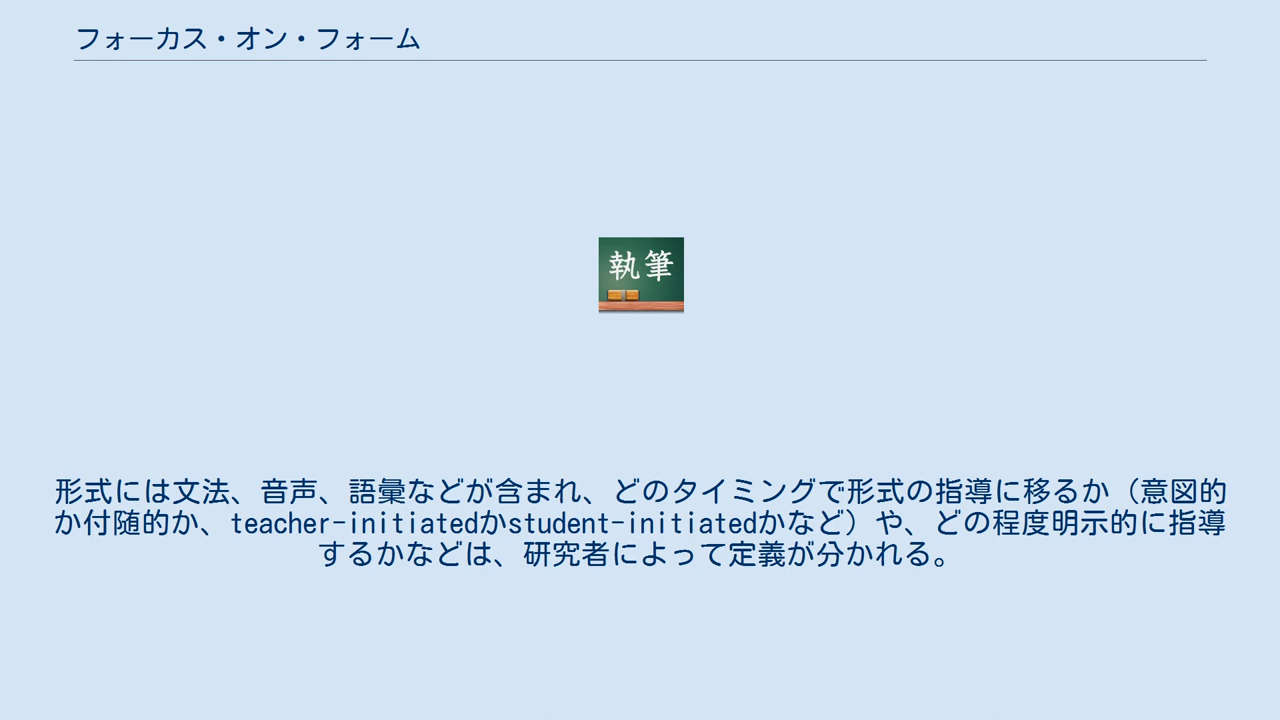 フォーカス・オン・フォーム
執筆
形式には文法、音声、語彙などが含まれ、どのタイミングで形式の指導に移るか（意図的
か付随的か、teacher-initiatedかstudent-initiatedかなど）や、どの程度明示的に指導
するかなどは、研究者によって定義が分かれる。